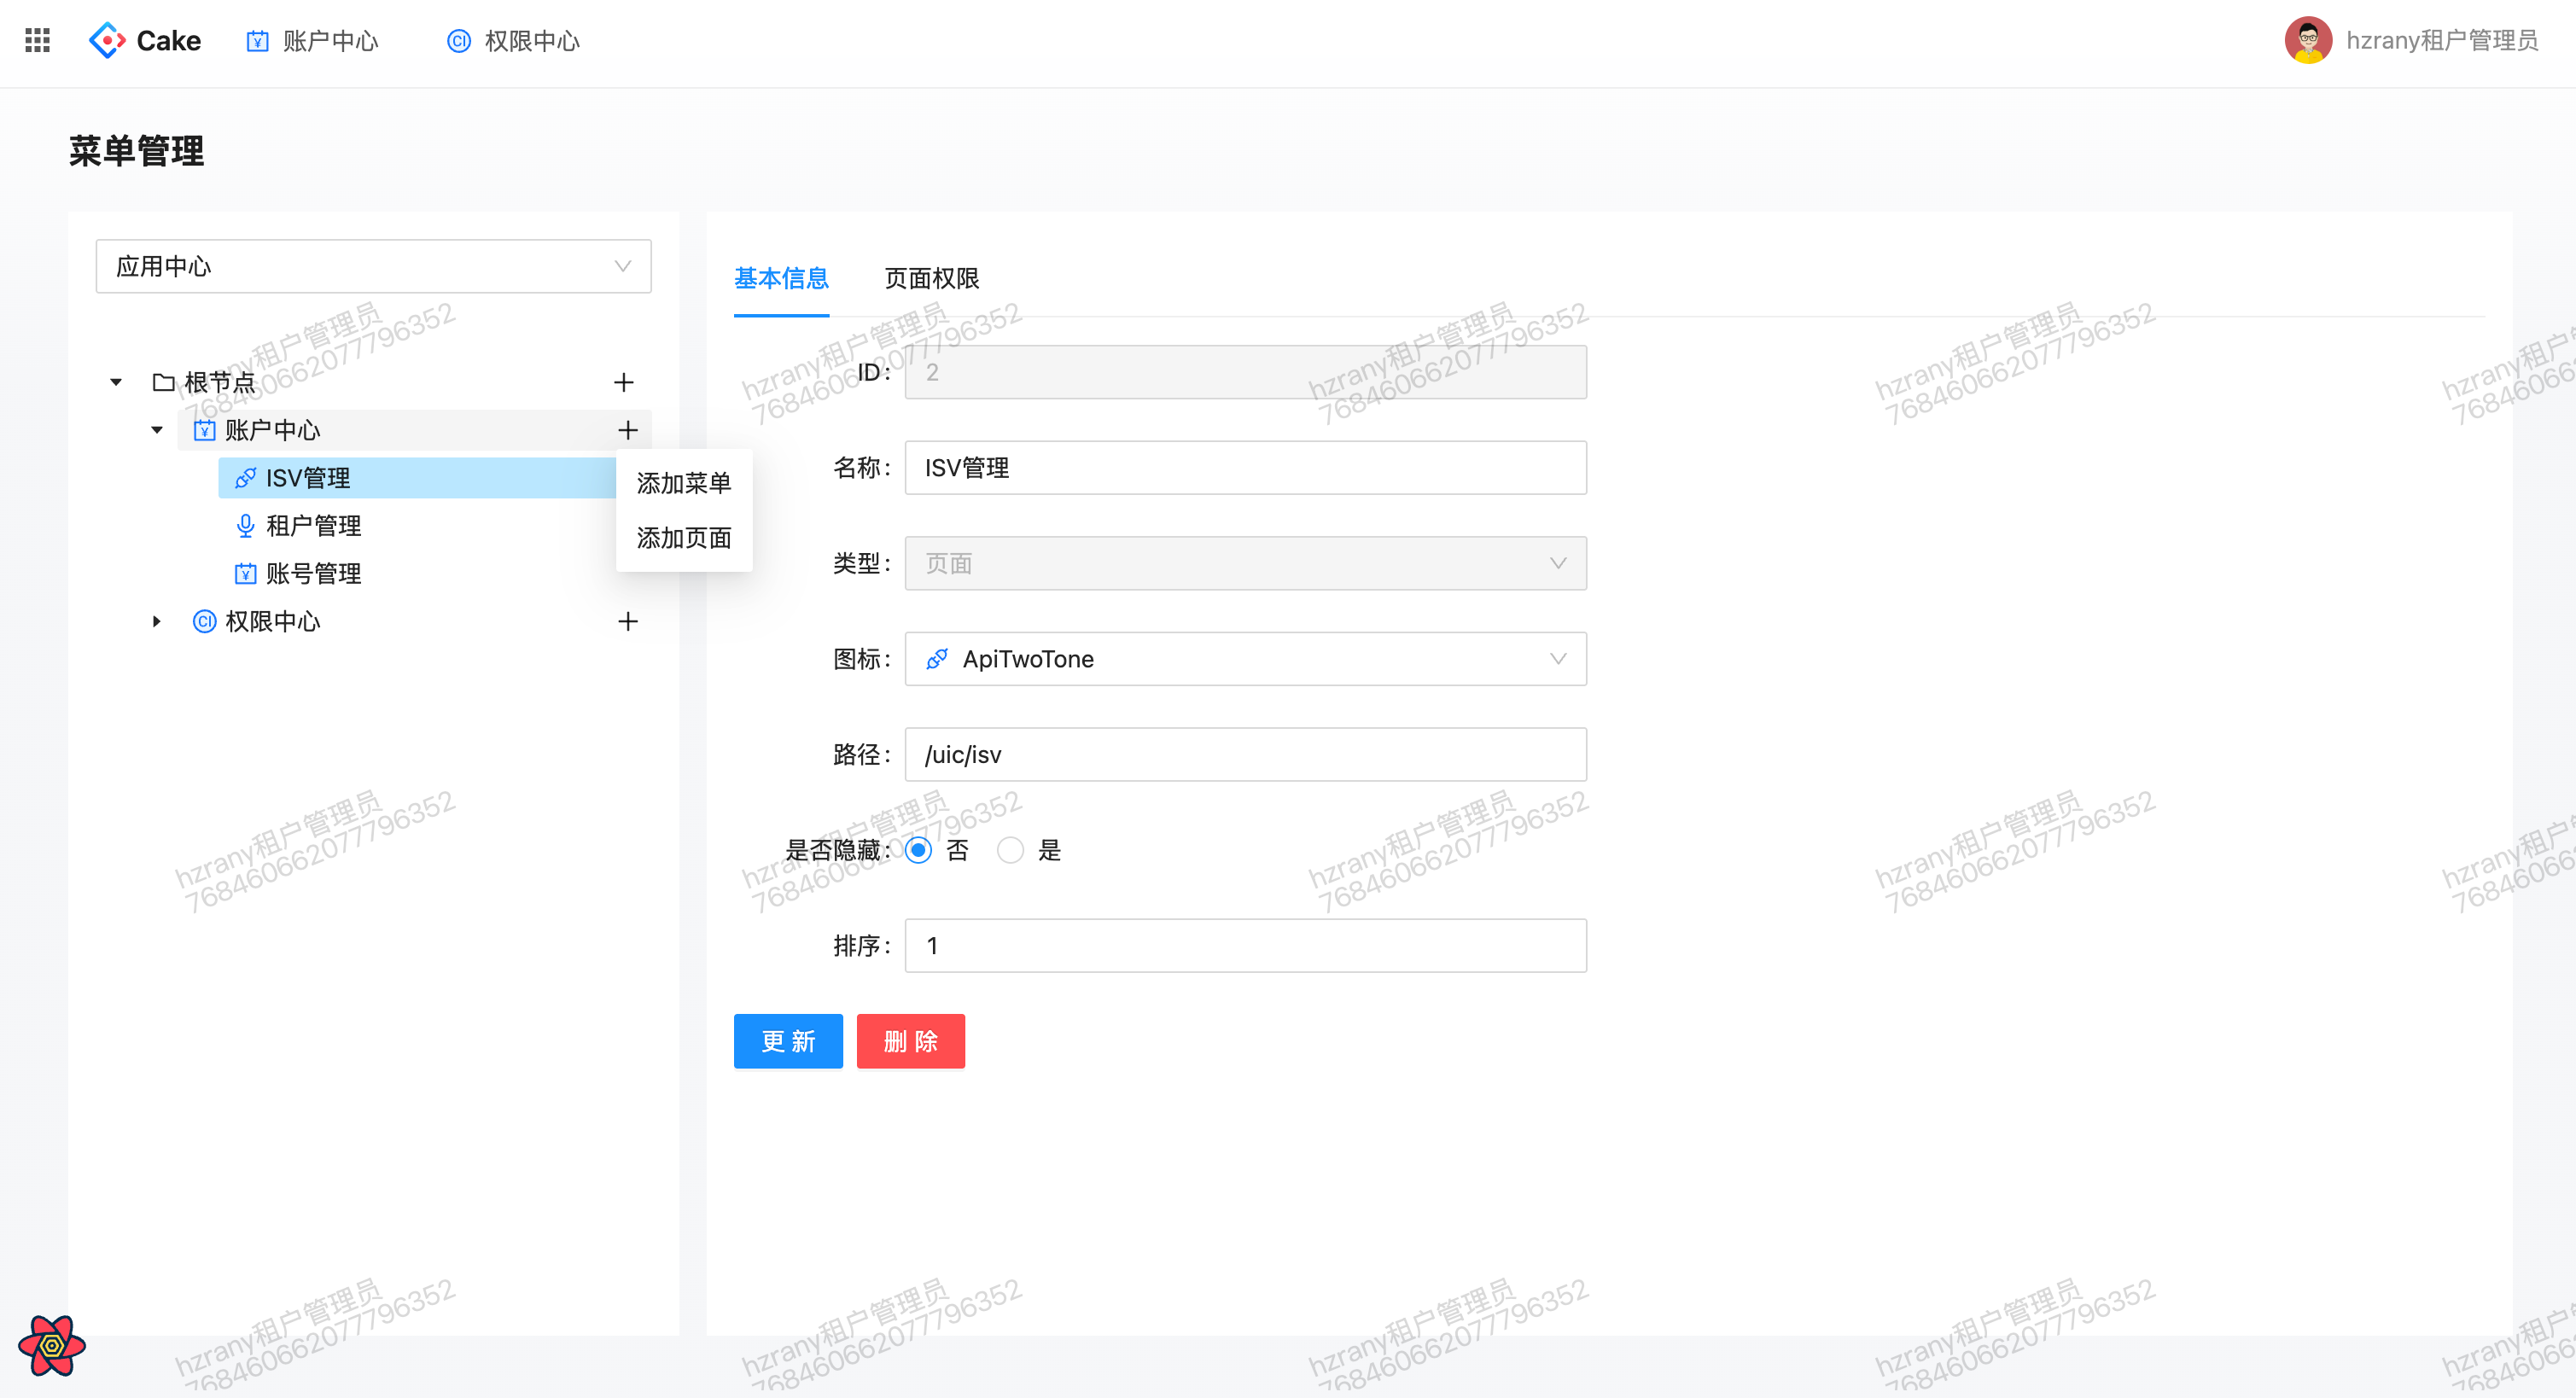 Cake 账户中心 权限中心 hzrany租户管理员
菜单管理
应用中心
根节点
账户中心
ISV管理
租户管理
账号管理
权限中心
添加菜单
添加页面
基本信息 页面权限
ID: 2
名称: ISV管理
类型: 页面
图标: ApiTwoTone
路径: /uic/isv
是否隐藏: 否 是
排序: 1
更 新 删 除
hzrany租户管理员
7684606620777796352